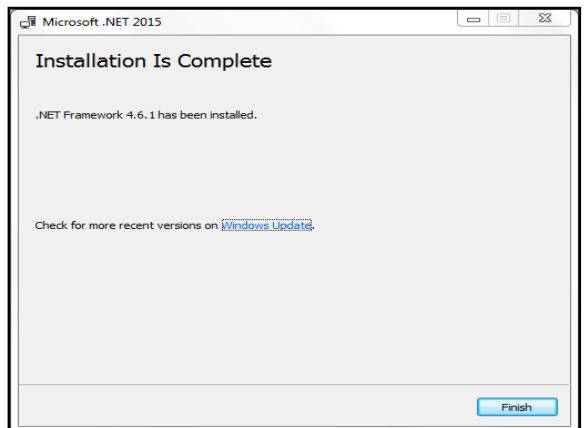 Microsoft .NET 2015
Installation Is Complete
.NET Framework 4.6.1 has been installed.
Check for more recent versions on Windows Update.
Finish